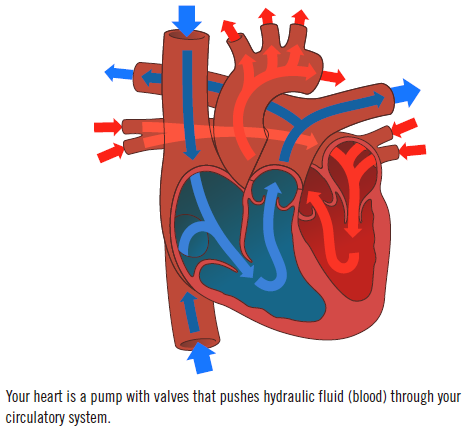 Your heart is a pump with valves that pushes hydraulic fluid (blood) through your
circulatory system.